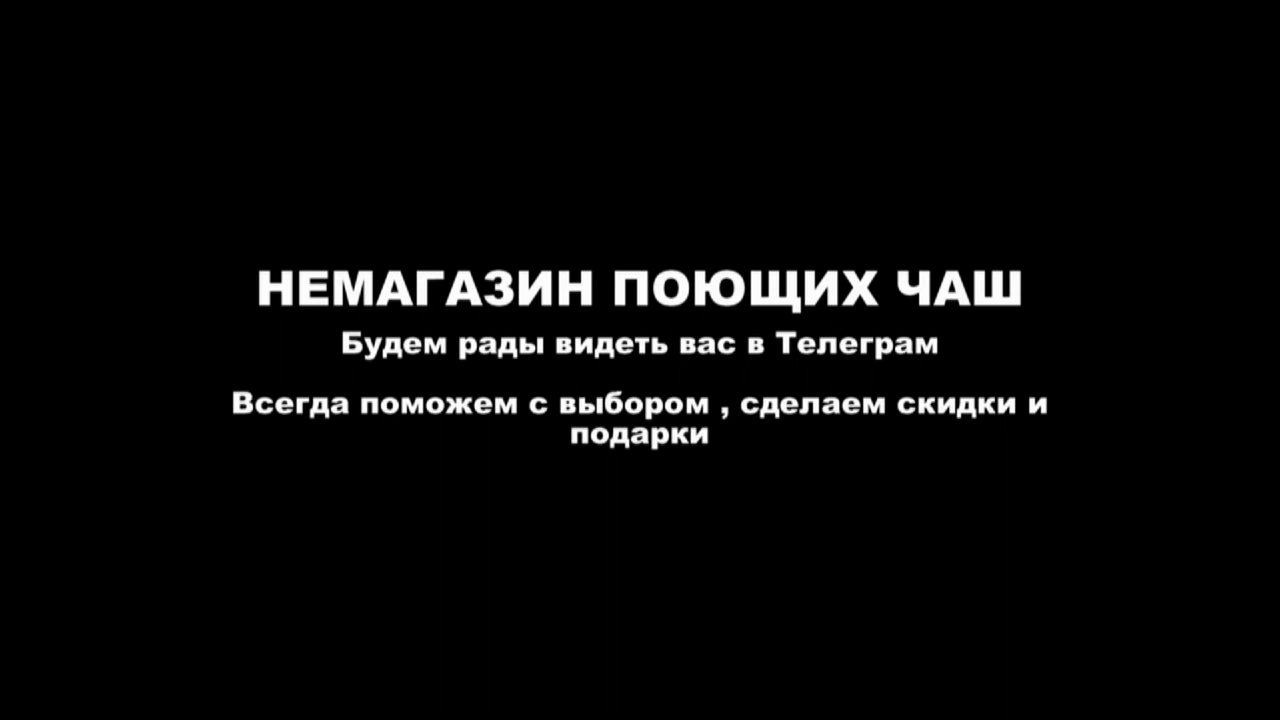 НЕМАГАЗИН ПОЮЩИХ ЧАШ
Будем рады видеть вас в Телеграм
Всегда поможем с выбором , сделаем скидки и
подарки